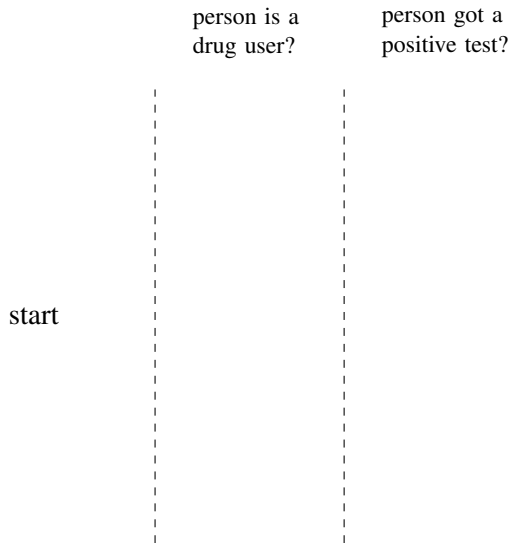 person is a
drug user?
person got a
positive test?
start